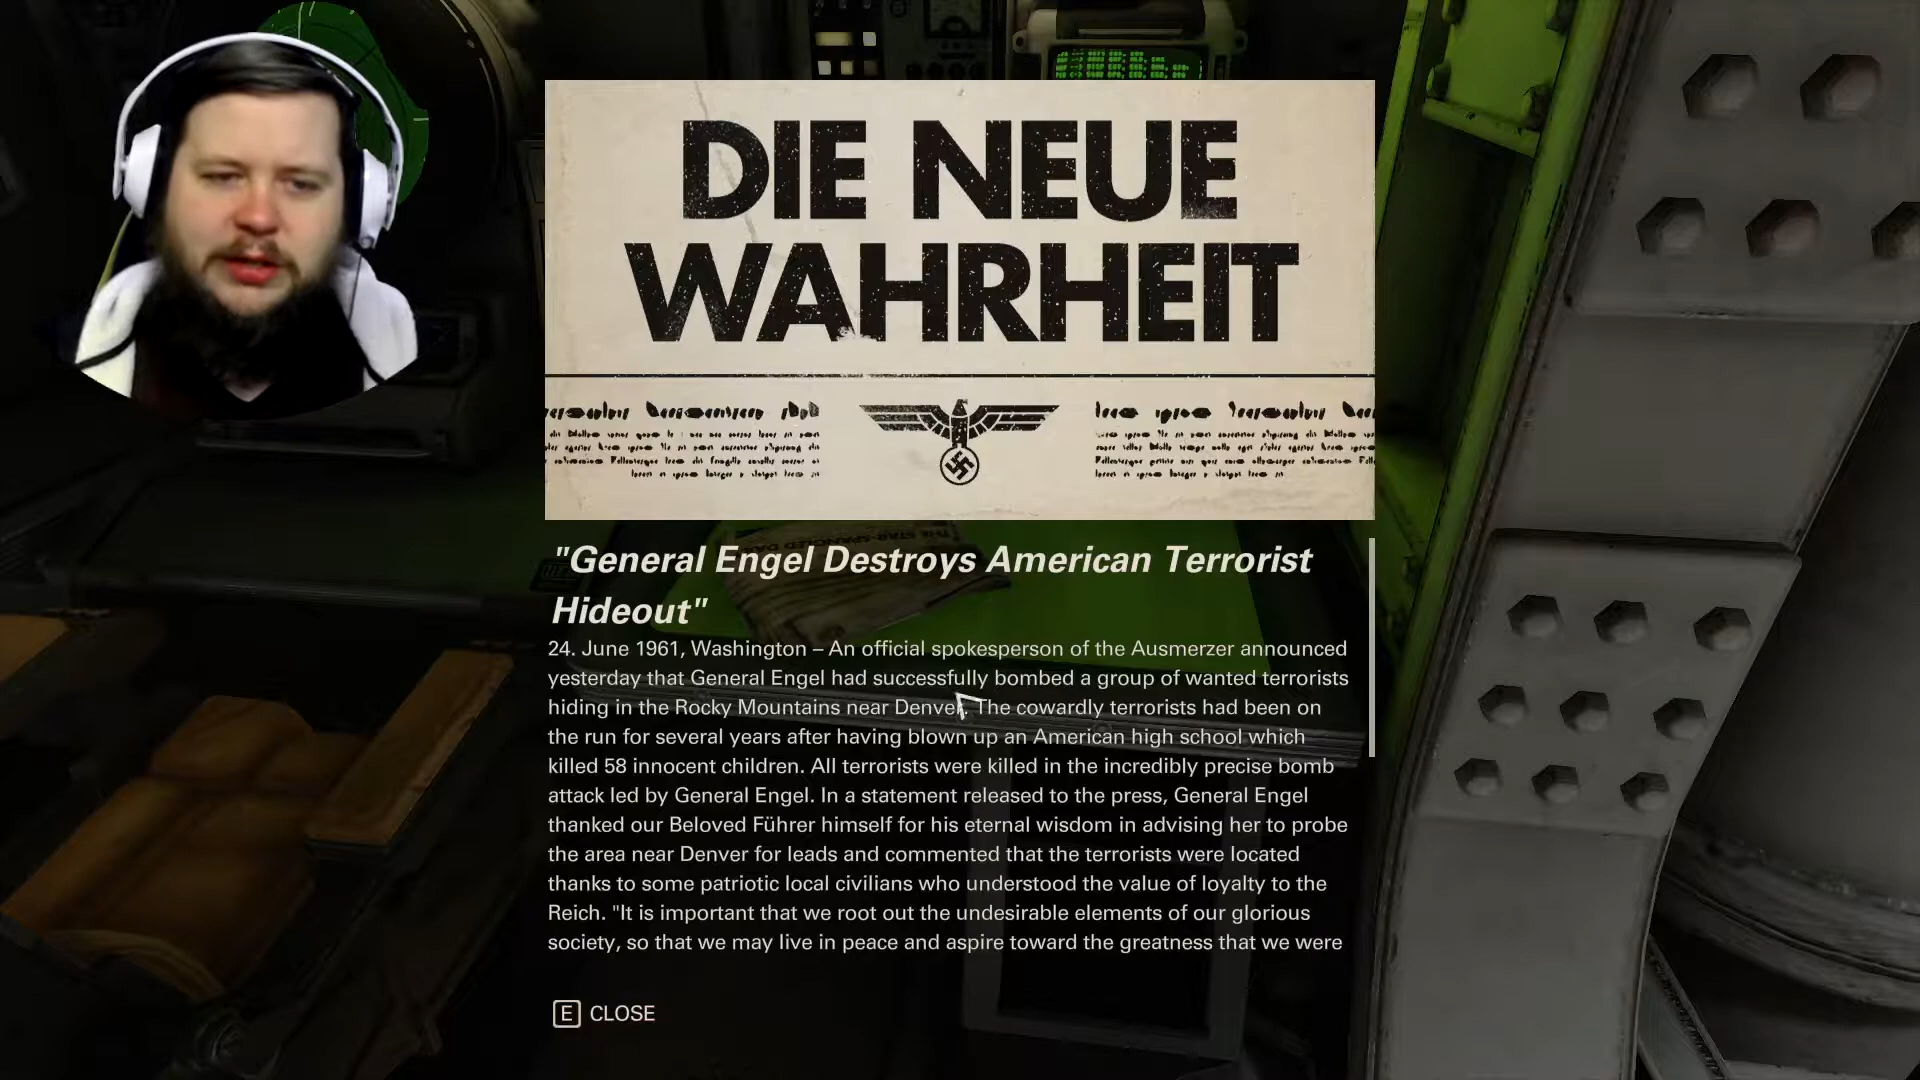 DIE NEUE
WAHRHEIT
"General Engel Destroys American Terrorist
Hideout"
24. June 1961, Washington – An official spokesperson of the Ausmerzer announced
yesterday that General Engel had successfully bombed a group of wanted terrorists
hiding in the Rocky Mountains near Denver. The cowardly terrorists had been on
the run for several years after having blown up an American high school which
killed 58 innocent children. All terrorists were killed in the incredibly precise bomb
attack led by General Engel. In a statement released to the press, General Engel
thanked our Beloved Führer himself for his eternal wisdom in advising her to probe
the area near Denver for leads and commented that the terrorists were located
thanks to some patriotic local civilians who understood the value of loyalty to the
Reich. "It is important that we root out the undesirable elements of our glorious
society, so that we may live in peace and aspire toward the greatness that we were
E CLOSE